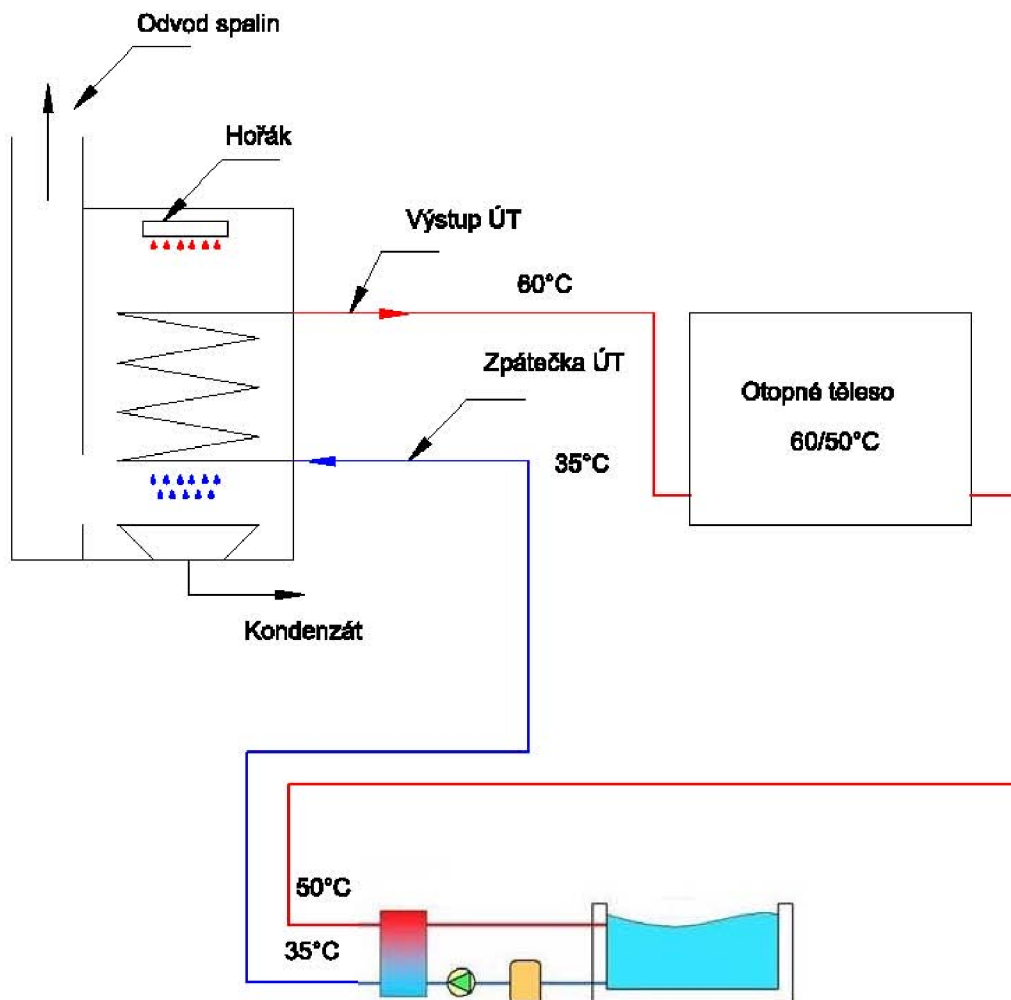 Odvod spalin
Hořák
Výstup ÚT
60°C
Zpátečka ÚT
35°C
Otopné těleso
60/50°C
Kondenzát
50°C
35°C